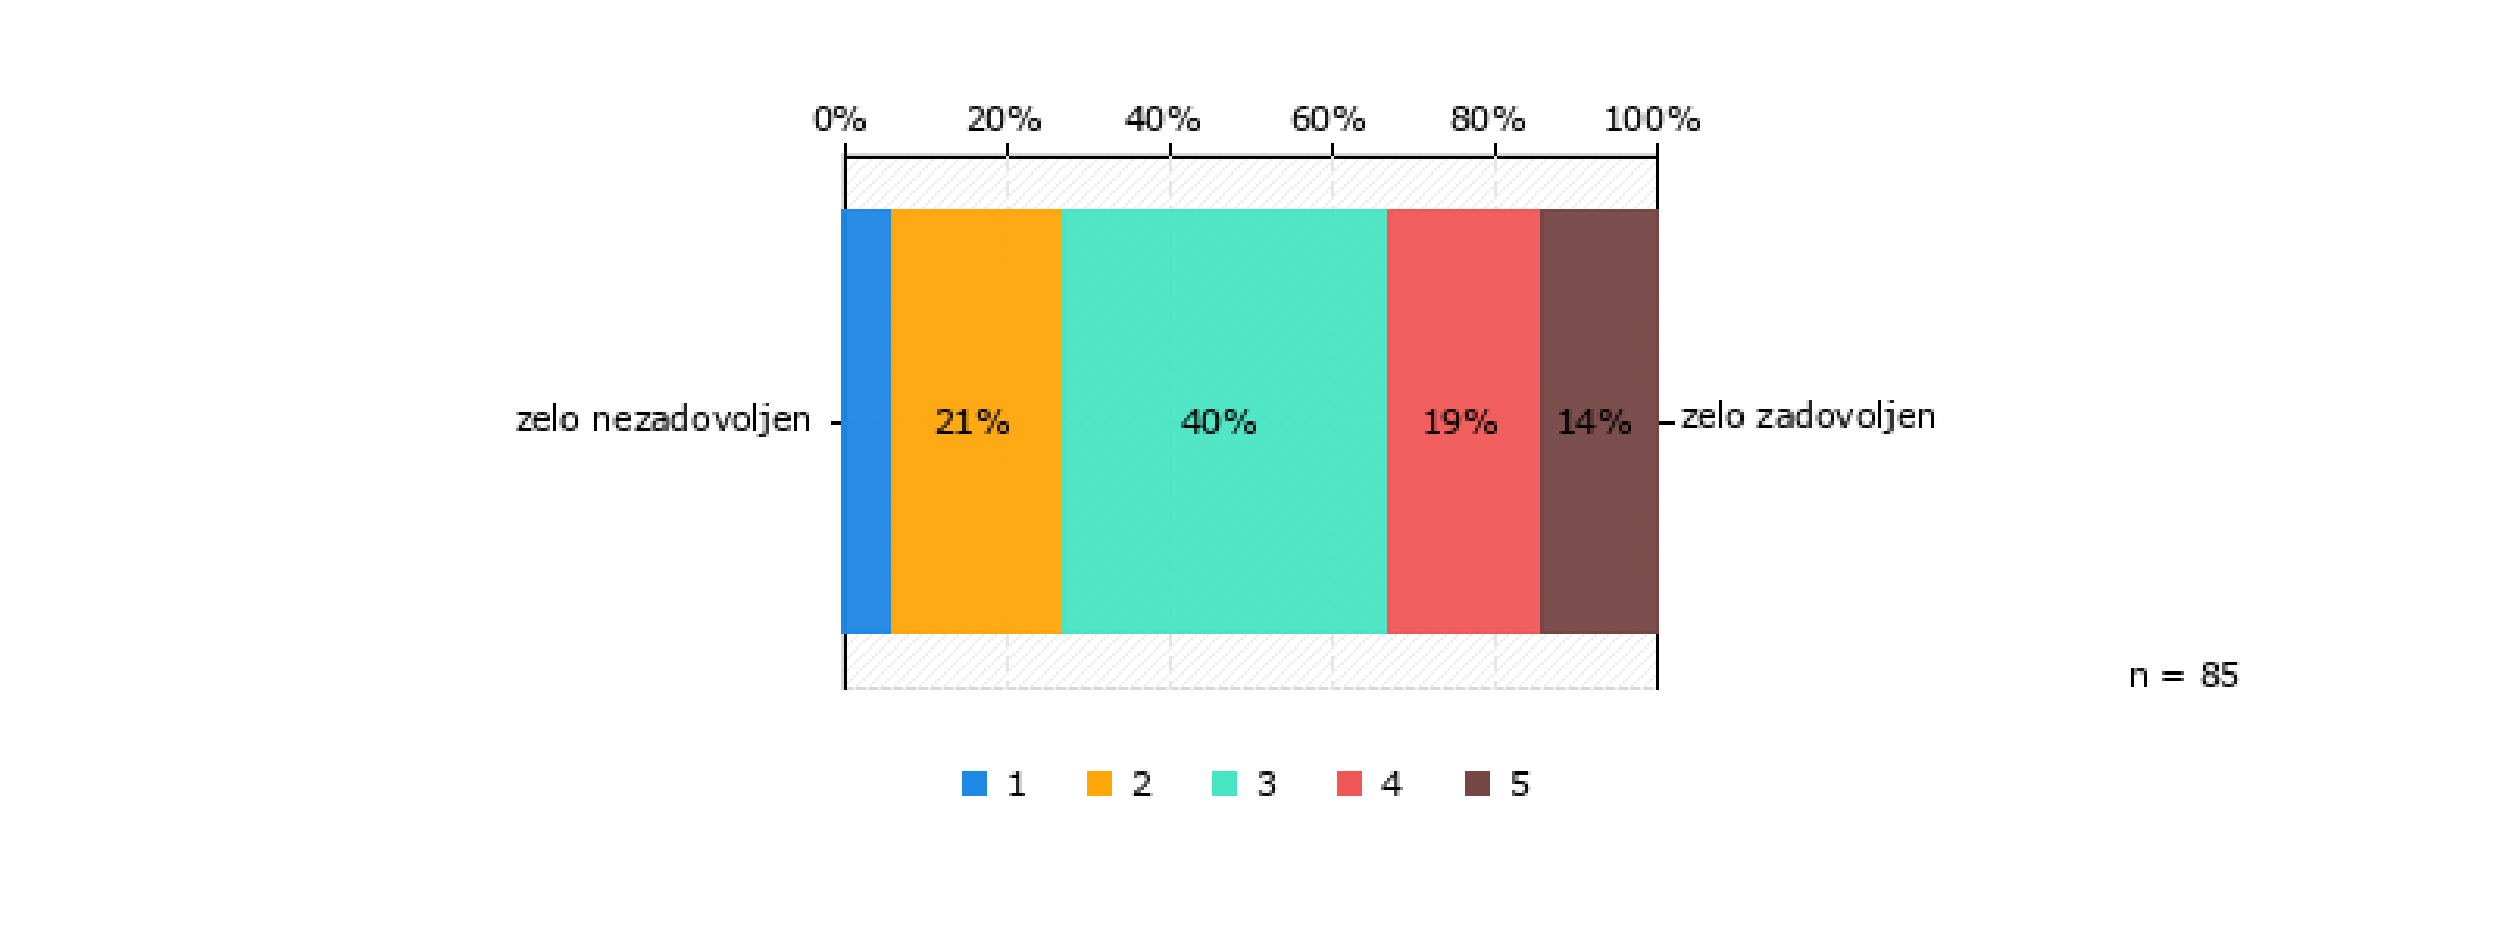 0% 20% 40% 60% 80% 100%
zelo nezadovoljen 21% 40% 19% 14% zelo zadovoljen
n = 85
1 2 3 4 5